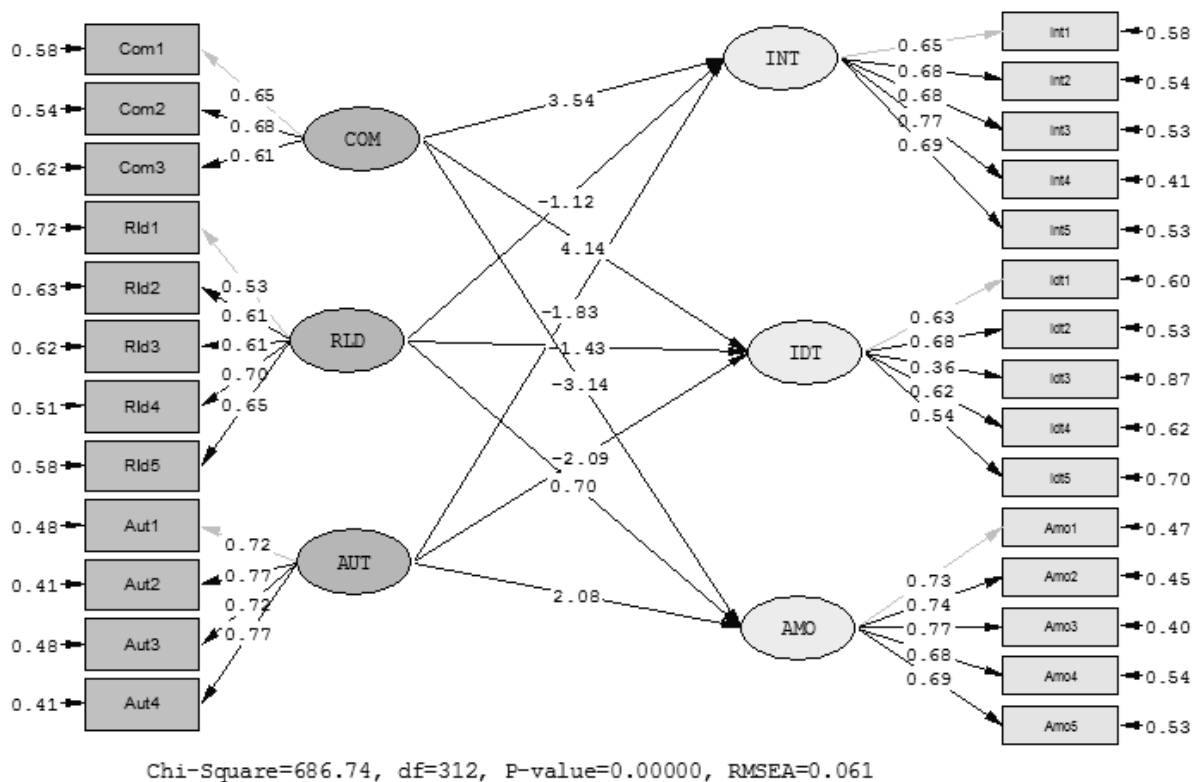 0.58 Com1
0.54 Com2
0.62 Com3
0.72 Rld1
0.63 Rld2
0.62 Rld3
0.51 Rld4
0.58 Rld5
0.48 Aut1
0.41 Aut2
0.48 Aut3
0.41 Aut4
0.65
0.68
0.61
0.53
0.61
0.61
0.70
0.65
0.72
0.77
0.72
0.77
COM
RLD
AUT
3.54
-1.12
4.14
-1.83
-1.43
-3.14
-2.09
0.70
2.08
INT
IDT
AMO
0.65
0.68
0.68
0.77
0.69
0.63
0.68
0.36
0.62
0.54
0.73
0.74
0.77
0.68
0.69
Int1 0.58
Int2 0.54
Int3 0.53
Int4 0.41
Int5 0.53
Idt1 0.60
Idt2 0.53
Idt3 0.87
Idt4 0.62
Idt5 0.70
Amo1 0.47
Amo2 0.45
Amo3 0.40
Amo4 0.54
Amo5 0.53
Chi-Square=686.74, df=312, P-value=0.00000, RMSEA=0.061